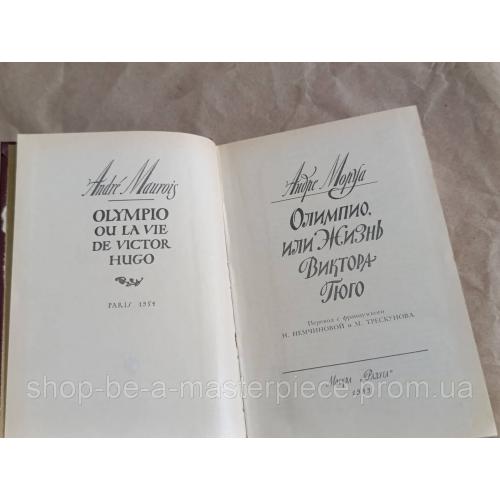 André Maurois
OLYMPIO
OU LA VIE
DE VICTOR
HUGO
PARIS 1954
Андре Моруа
Олимпио,
или Жизнь
Виктора
Гюго
Перевод с французского
Н. НЕМЧИНОВОЙ и М. ТРЕСКУНОВА
Москва „Радуга"
1983
shop-be-a-masterpiece.prom.ua